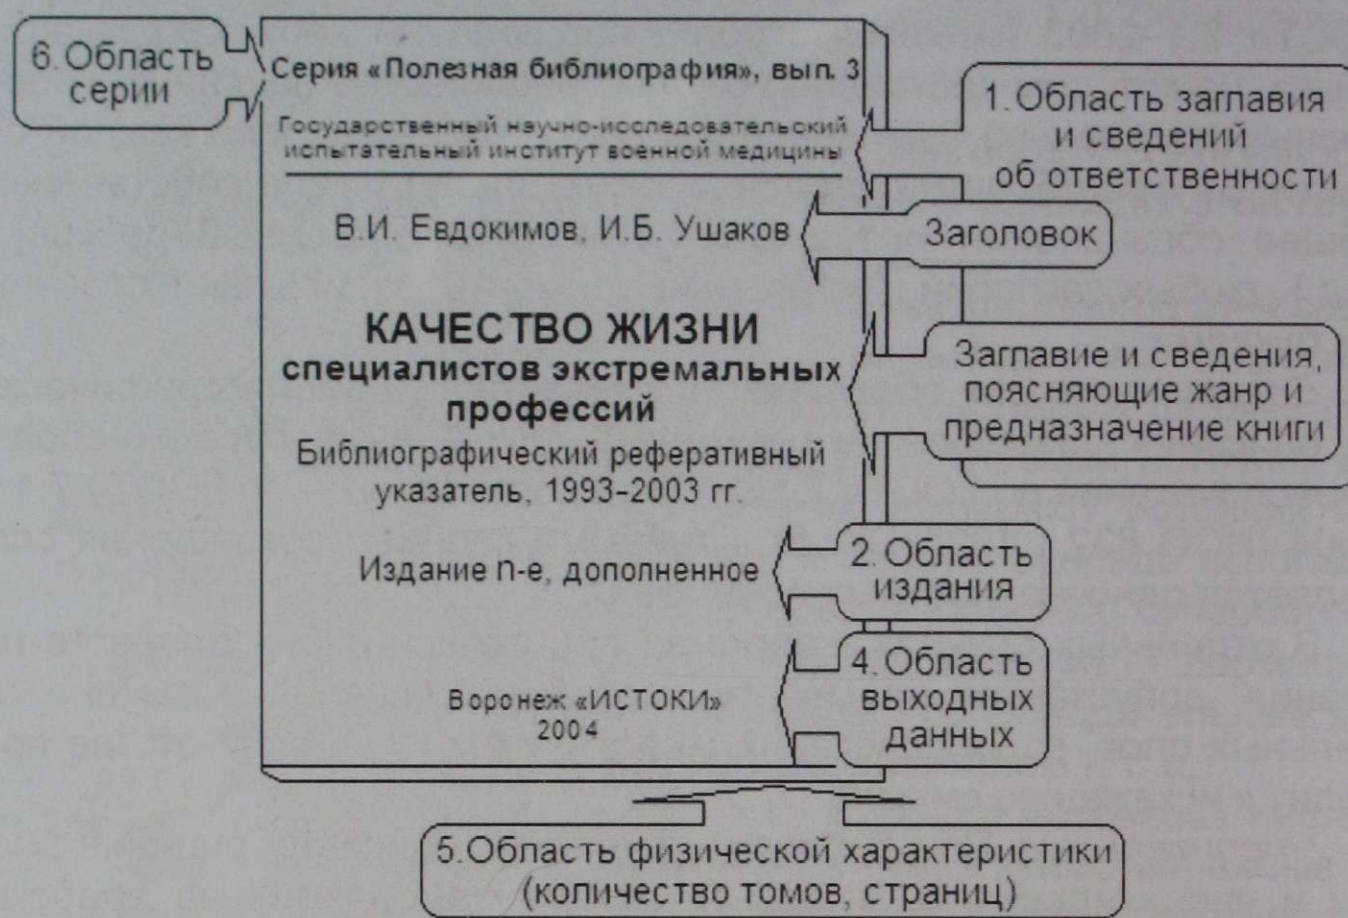 6.Область
серии
Серия «Полезная библиография», вып. 3
Государственный научно-исследовательский
испытательный институт военной медицины
1.Область заглавия
и сведений
об ответственности
В.И. Евдокимов, И.Б. Ушаков
Заголовок
КАЧЕСТВО ЖИЗНИ
специалистов экстремальных
профессий
Библиографический реферативный
указатель, 1993–2003 гг.
Заглавие и сведения,
поясняющие жанр и
предназначение книги
Издание n-е, дополненное
2.Область
издания
Воронеж «ИСТОКИ»
2004
4.Область
выходных
данных
5.Область физической характеристики
(количество томов, страниц)